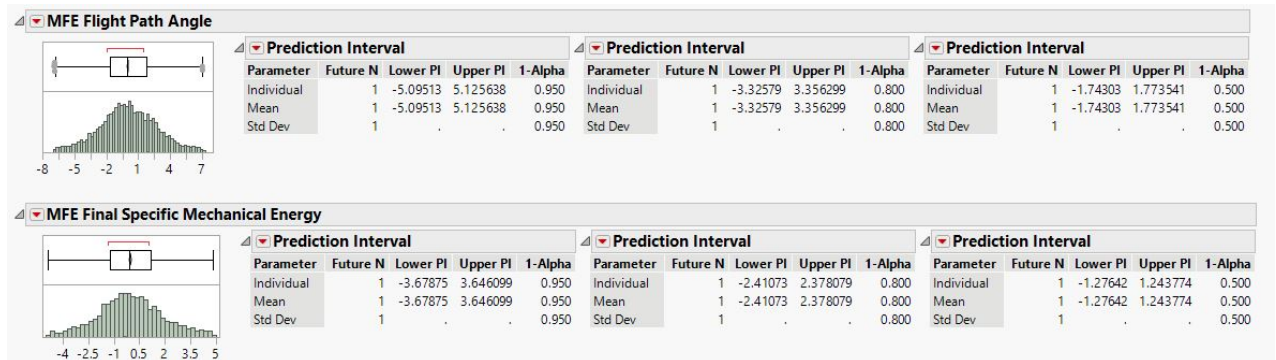 MFE Flight Path Angle
Prediction Interval Prediction Interval Prediction Interval
Parameter Future N Lower PI Upper PI 1-Alpha Parameter Future N Lower PI Upper PI 1-Alpha Parameter Future N Lower PI Upper PI 1-Alpha
Individual 1 -5.09513 5.125638 0.950 Individual 1 -3.32579 3.356299 0.800 Individual 1 -1.74303 1.773541 0.500
Mean 1 -5.09513 5.125638 0.950 Mean 1 -3.32579 3.356299 0.800 Mean 1 -1.74303 1.773541 0.500
Std Dev 1 . . 0.950 Std Dev 1 . . 0.800 Std Dev 1 . . 0.500
-8 -5 -2 1 4 7
MFE Final Specific Mechanical Energy
Prediction Interval Prediction Interval Prediction Interval
Parameter Future N Lower PI Upper PI 1-Alpha Parameter Future N Lower PI Upper PI 1-Alpha Parameter Future N Lower PI Upper PI 1-Alpha
Individual 1 -3.67875 3.646099 0.950 Individual 1 -2.41073 2.378079 0.800 Individual 1 -1.27642 1.243774 0.500
Mean 1 -3.67875 3.646099 0.950 Mean 1 -2.41073 2.378079 0.800 Mean 1 -1.27642 1.243774 0.500
Std Dev 1 . . 0.950 Std Dev 1 . . 0.800 Std Dev 1 . . 0.500
-4 -2.5 -1 0.5 2 3.5 5